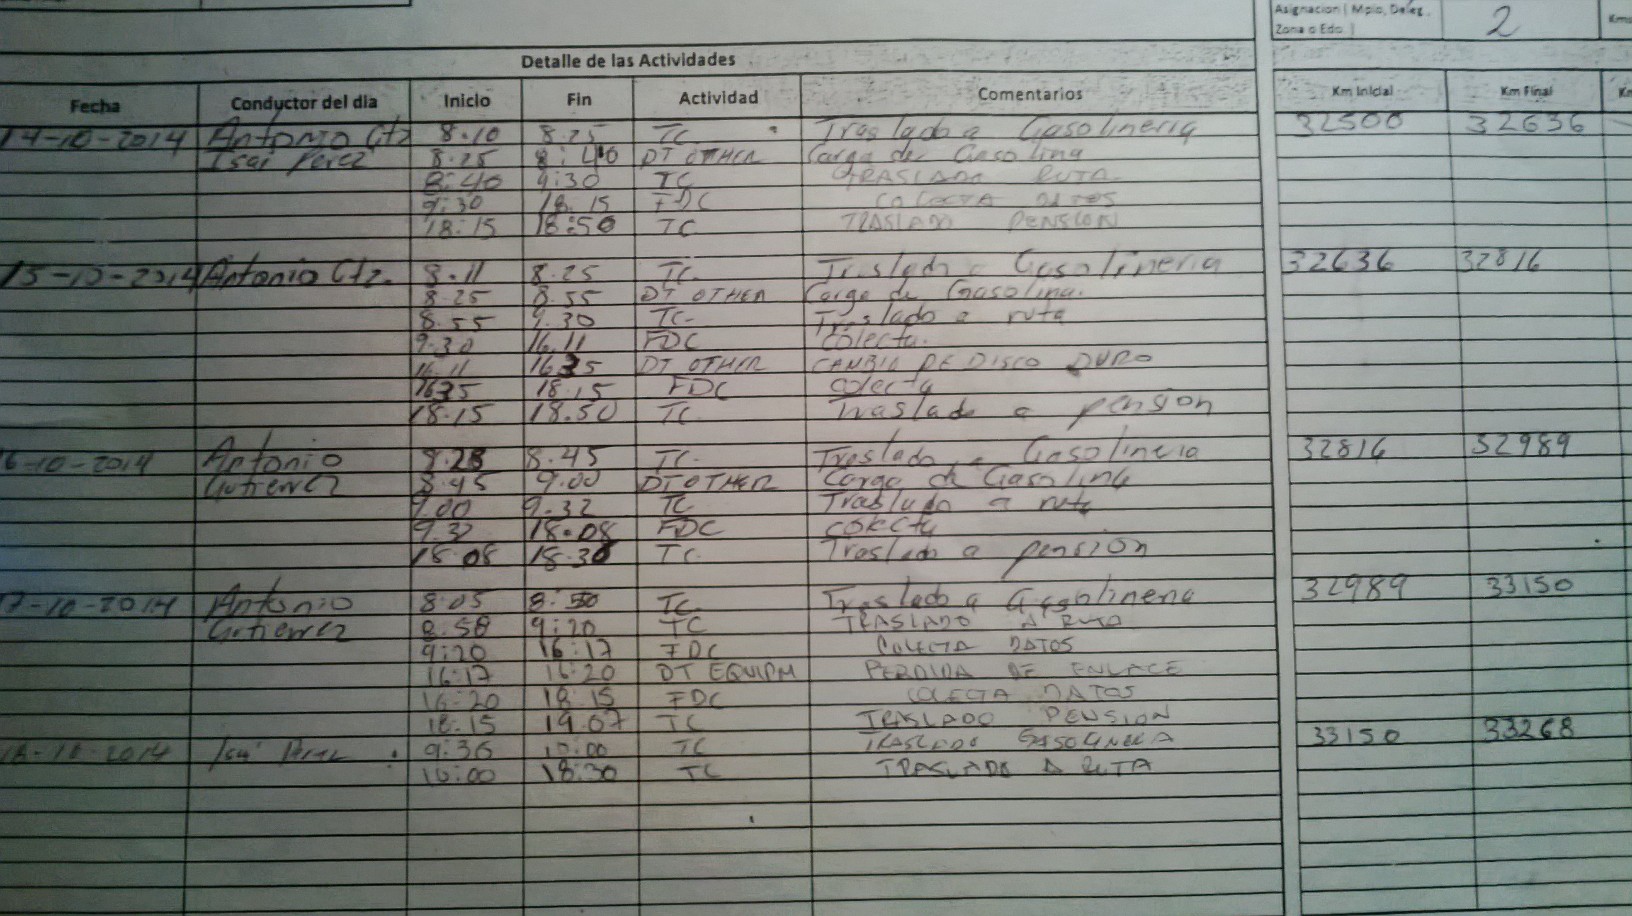 Asignacion ( Mpio, Deleg, Zona o Edo. ) 2 Kms
Detalle de las Actividades
Fecha Conductor del dia Inicio Fin Actividad Comentarios Km Inicial Km Final
14-10-2014 Antonio Gtz 8.10 8.25 TC Traslado a Gasolineria 32500 32636
Isai Perez 8.25 8:40 DT OTHER Carga de Gasolina
8:40 9:30 TC TRASLADO RUTA
9:30 18.15 FDC COLECTA DATOS
18:15 18:50 TC TRASLADO PENSION
15-10-2014 Antonio Gtz. 8.11 8.25 TC Traslado a Gasolineria 32636 32816
8.25 8.55 DT OTHER Carga de Gasolina.
8.55 9.30 TC- Traslado a ruta
9.30 16.11 FDC Colecta.
16.11 1635 DT OTHER CAMBIO DE DISCO DURO
1635 18.15 FDC colecta
18.15 18.50 TC Traslado a pension
6-10-2014 Antonio 8.28 8.45 TC. Traslado a Gasolineria 32816 32989
Gutierrez 8.45 9.00 DT OTHER Carga de Gasolina
9.00 9.32 TC Traslado a ruta
9.32 18.08 FDC colecta
18.08 18.30 TC. Traslado a pension
7-10-2014 Antonio 8.05 8:50 TC. Traslado a Gasolineria 32989 33150
Gutierrez 8.58 9:20 TC TRASLADO A RUTA
9:20 16:17 FDC COLECTA DATOS
16:17 16:20 DT EQUIPM PERDIDA DE ENLACE
16:20 18:15 FDC COLECTA DATOS
18:15 19.07 TC TRASLADO PENSION
18-10-2014 Isai Perez 9:36 10:00 TC TRASLADO GASOLINERA 33150 33268
10:00 18:30 TC TRASLADO A RUTA